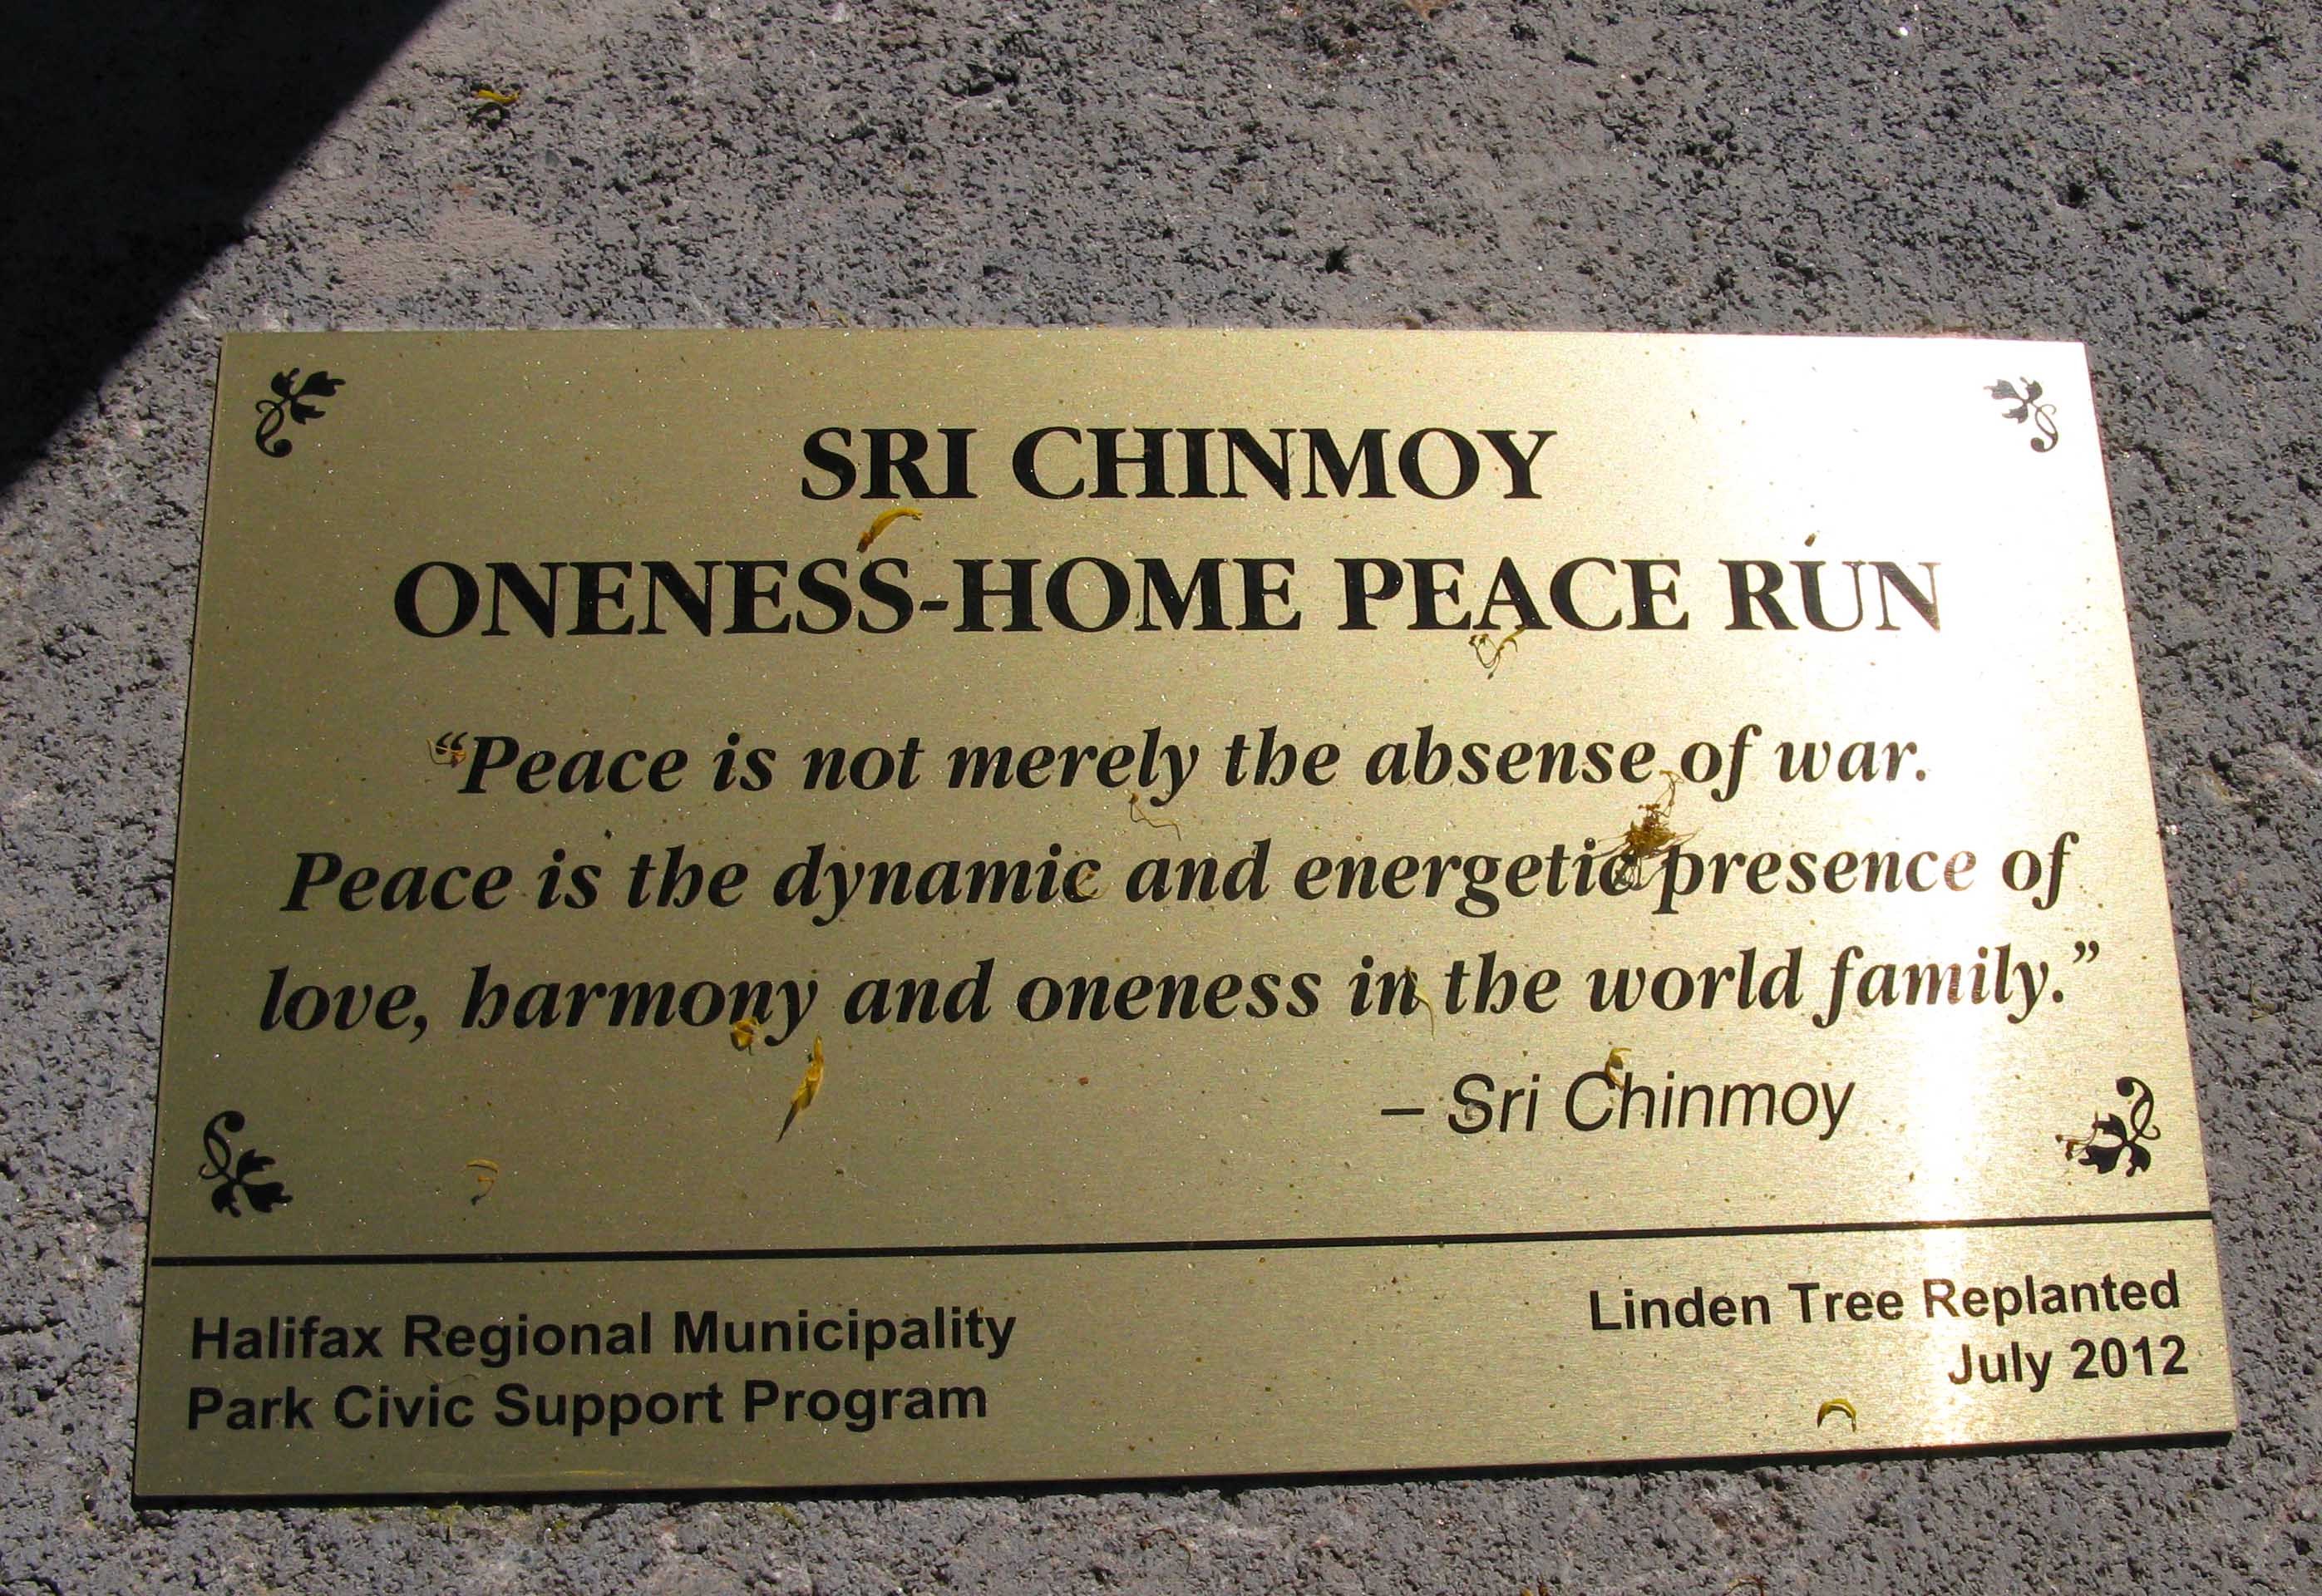 SRI CHINMOY
ONENESS-HOME PEACE RUN
“Peace is not merely the absense of war.
Peace is the dynamic and energetic presence of
love, harmony and oneness in the world family.”
– Sri Chinmoy
Halifax Regional Municipality
Park Civic Support Program
Linden Tree Replanted
July 2012